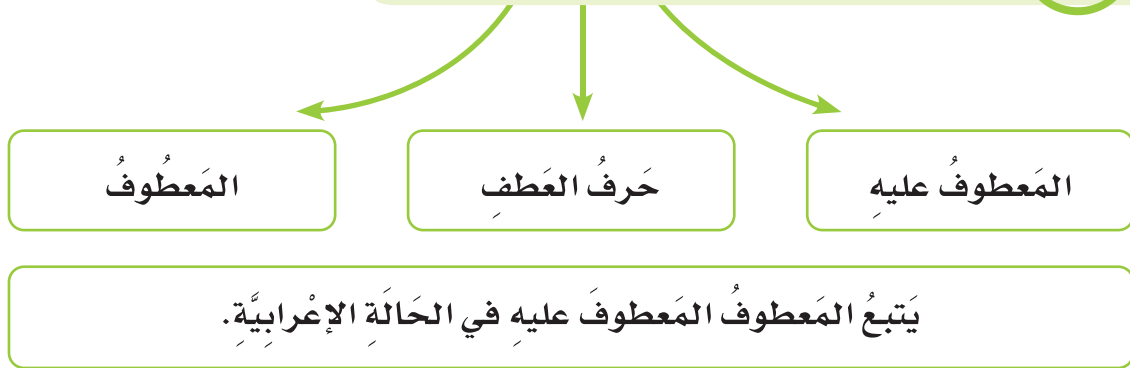 المَعطوفُ عليهِ
حَرفُ العَطفِ
المَعطُوفُ
يَتبعُ المَعطوفُ المَعطوفَ عليهِ في الحَالَةِ الإعْرابِيَّةِ.